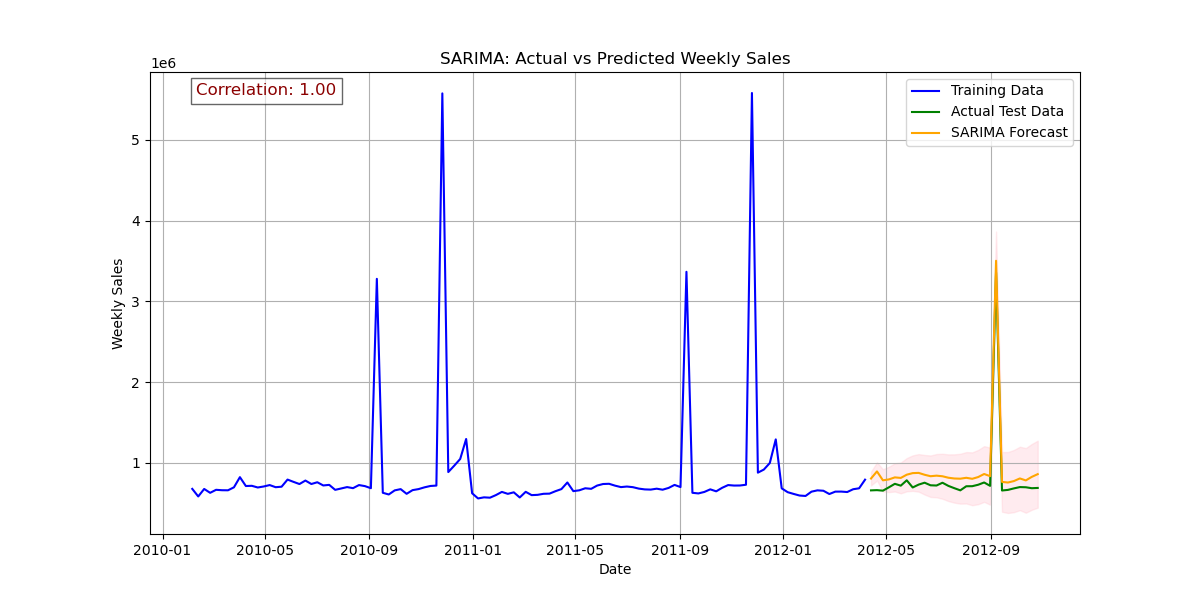 SARIMA: Actual vs Predicted Weekly Sales
1e6
Correlation: 1.00
Training Data
Actual Test Data
SARIMA Forecast
5
4
3
2
1
Weekly Sales
2010-01 2010-05 2010-09 2011-01 2011-05 2011-09 2012-01 2012-05 2012-09
Date